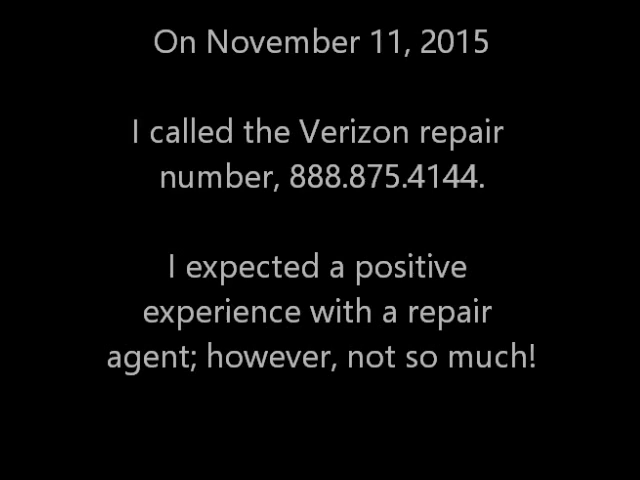 On November 11, 2015
I called the Verizon repair
number, 888.875.4144.
I expected a positive
experience with a repair
agent; however, not so much!